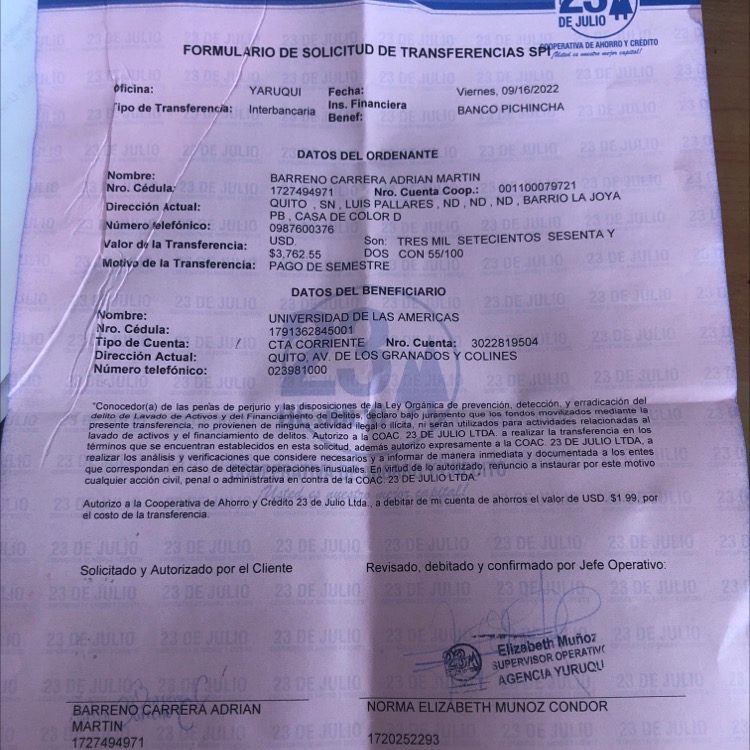 23
DE JULIO
COOPERATIVA DE AHORRO Y CRÉDITO
¡Usted es nuestro mejor capital!
FORMULARIO DE SOLICITUD DE TRANSFERENCIAS SPI
Oficina: YARUQUI Fecha: Viernes, 09/16/2022
Tipo de Transferencia: Interbancaria Ins. Financiera Benef: BANCO PICHINCHA
DATOS DEL ORDENANTE
Nombre: BARRENO CARRERA ADRIAN MARTIN
Nro. Cédula: 1727494971 Nro. Cuenta Coop.: 001100079721
Dirección Actual: QUITO , SN , LUIS PALLARES , ND , ND , ND , BARRIO LA JOYA
PB , CASA DE COLOR D
Número telefónico: 0987600376
Valor de la Transferencia: USD. $3,762.55 Son: TRES MIL SETECIENTOS SESENTA Y
DOS CON 55/100
Motivo de la Transferencia: PAGO DE SEMESTRE
DATOS DEL BENEFICIARIO
Nombre: UNIVERSIDAD DE LAS AMERICAS
Nro. Cédula: 1791362845001
Tipo de Cuenta: CTA CORRIENTE Nro. Cuenta: 3022819504
Dirección Actual: QUITO, AV. DE LOS GRANADOS Y COLINES
Número telefónico: 023981000
"Conocedor(a) de las penas de perjurio y las disposiciones de la Ley Orgánica de prevención, detección, y erradicación del
delito de Lavado de Activos y del Financiamiento de Delitos, declaro bajo juramento que los fondos movilizados mediante la
presente transferencia, no provienen de ninguna actividad ilegal o ilícita, ni serán utilizados para actividades relacionadas al
lavado de activos y el financiamiento de delitos. Autorizo a la COAC. 23 DE JULIO LTDA. a realizar la transferencia en los
términos que se encuentran establecidos en esta solicitud, además autorizo expresamente a la COAC. 23 DE JULIO LTDA, a
realizar los análisis y verificaciones que considere necesarios y a informar de manera inmediata y documentada a los entes
que correspondan en caso de detectar operaciones inusuales. En virtud de lo autorizado, renuncio a instaurar por este motivo
cualquier acción civil, penal o administrativa en contra de la COAC. 23 DE JULIO LTDA."
Autorizo a la Cooperativa de Ahorro y Crédito 23 de Julio Ltda., a debitar de mi cuenta de ahorros el valor de USD. $1.99, por
el costo de la transferencia.
Solicitado y Autorizado por el Cliente Revisado, debitado y confirmado por Jefe Operativo:
23
Elizabeth Muñoz
SUPERVISOR OPERATIVO
AGENCIA YURUQUI
BARRENO CARRERA ADRIAN
MARTIN
1727494971
NORMA ELIZABETH MUNOZ CONDOR
1720252293